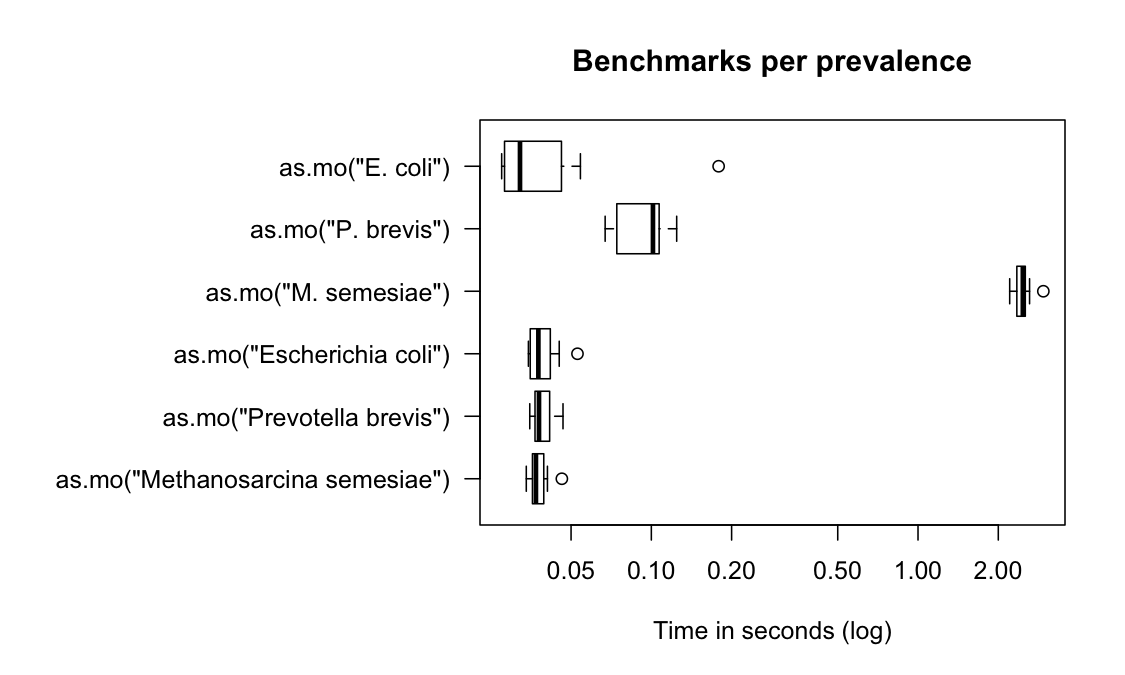 Benchmarks per prevalence
as.mo("E. coli")
as.mo("P. brevis")
as.mo("M. semesiae")
as.mo("Escherichia coli")
as.mo("Prevotella brevis")
as.mo("Methanosarcina semesiae")
0.05 0.10 0.20 0.50 1.00 2.00
Time in seconds (log)